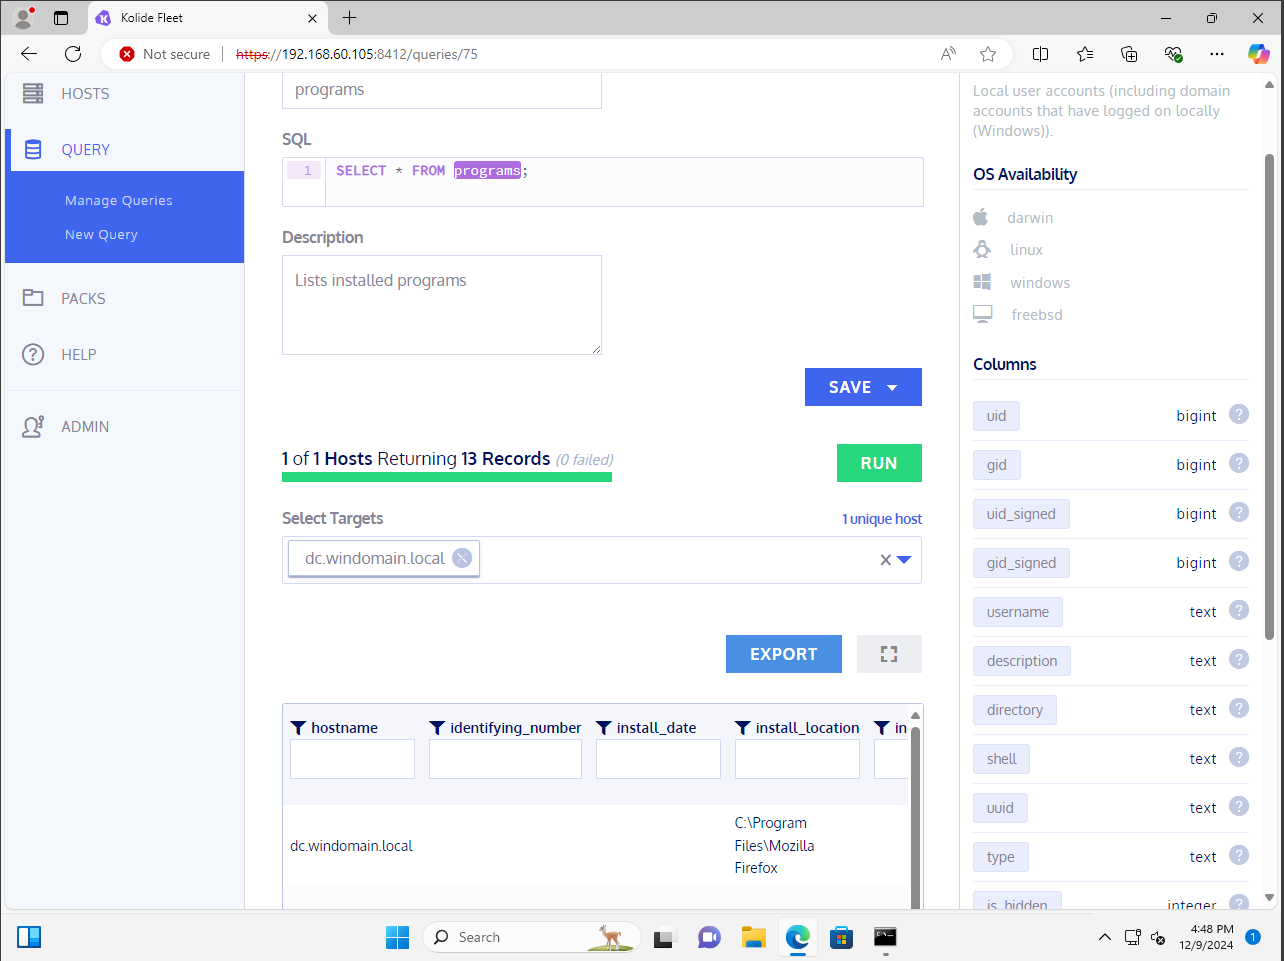 Kolide Fleet
Not secure
https://192.168.60.105:8412/queries/75
HOSTS
QUERY
Manage Queries
New Query
PACKS
HELP
ADMIN
programs
SQL
1 SELECT * FROM programs;
Description
Lists installed programs
SAVE
1 of 1 Hosts Returning 13 Records (0 failed)
RUN
Select Targets
1 unique host
dc.windomain.local
EXPORT
hostname identifying_number install_date install_location in
dc.windomain.local
C:\Program
Files\Mozilla
Firefox
Local user accounts (including domain
accounts that have logged on locally
(Windows)).
OS Availability
darwin
linux
windows
freebsd
Columns
uid bigint ?
gid bigint ?
uid_signed bigint ?
gid_signed bigint ?
username text ?
description text ?
directory text ?
shell text ?
uuid text ?
type text ?
is_hidden integer ?
Search
4:48 PM
12/9/2024
1